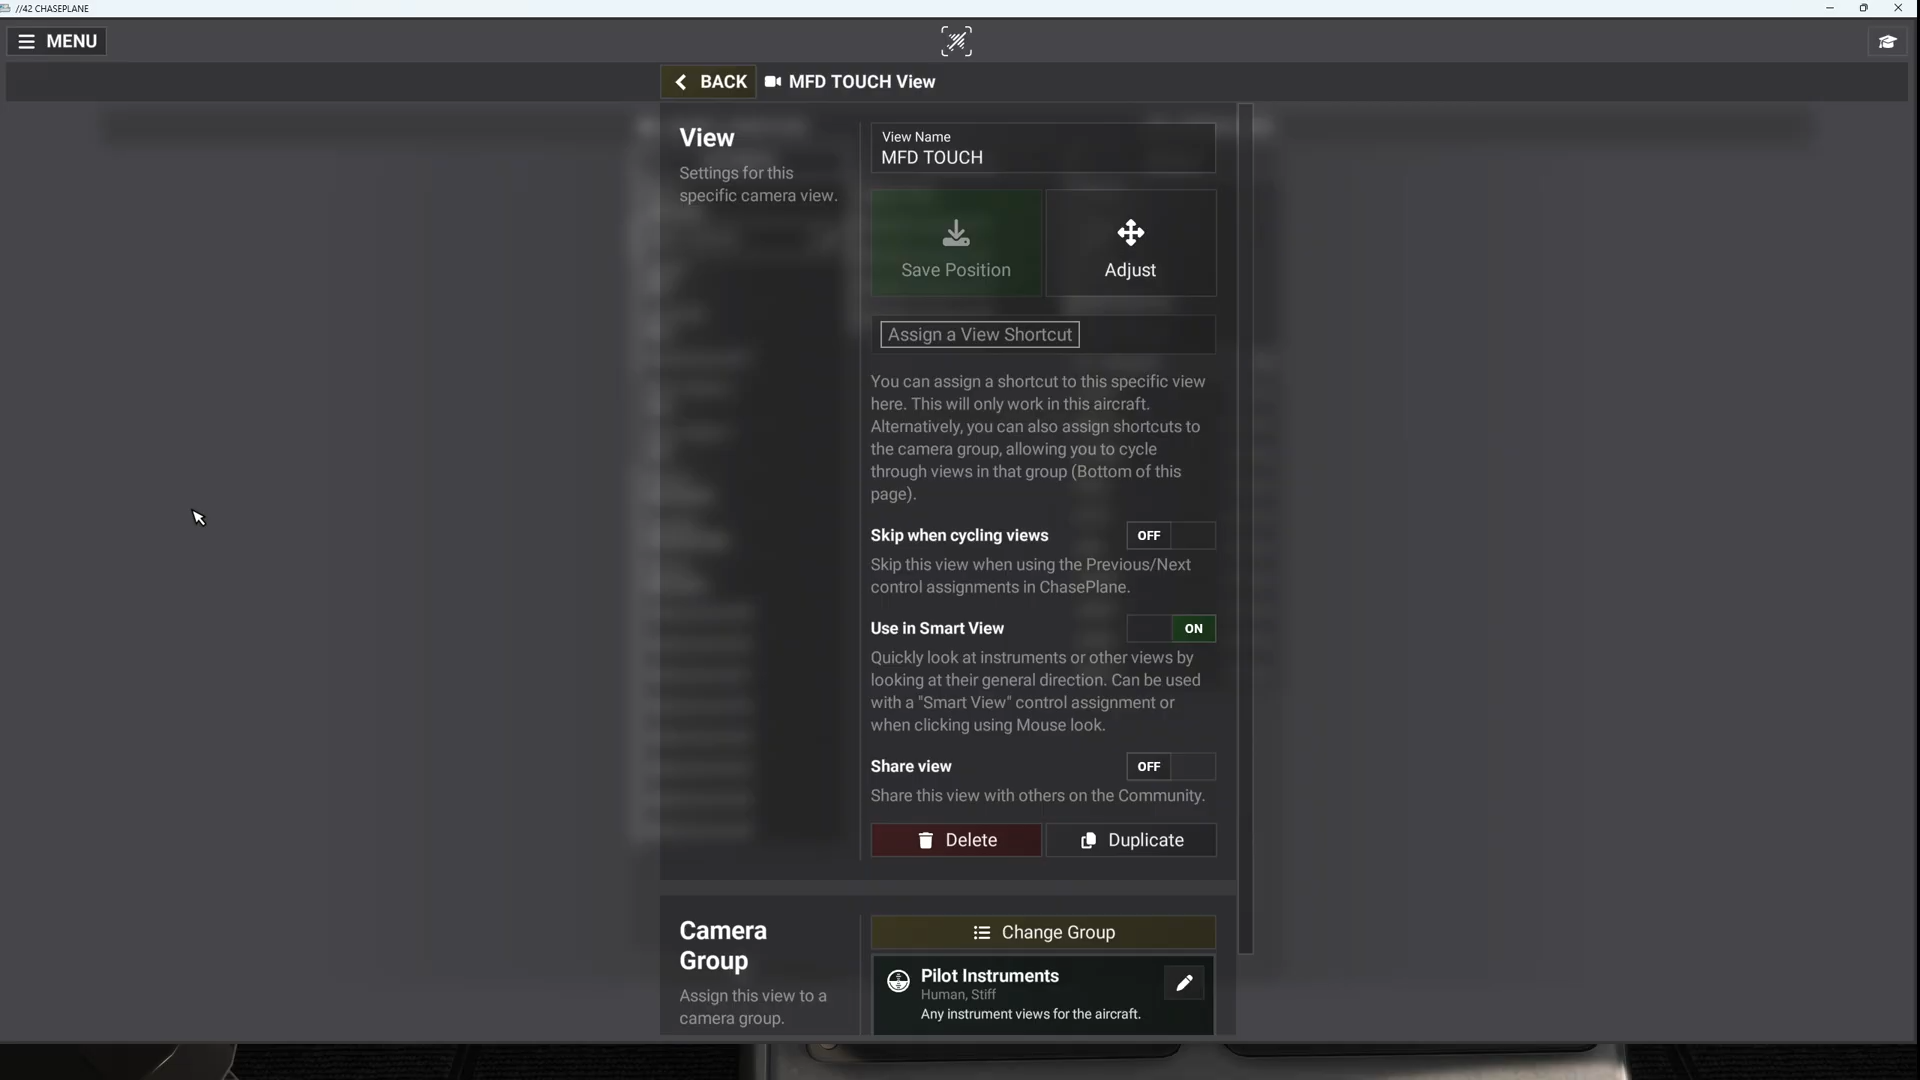 //42 CHASEPLANE
MENU
BACK
MFD TOUCH View
View
Settings for this
specific camera view.
View Name
MFD TOUCH
Save Position
Adjust
Assign a View Shortcut
You can assign a shortcut to this specific view
here. This will only work in this aircraft.
Alternatively, you can also assign shortcuts to
the camera group, allowing you to cycle
through views in that group (Bottom of this
page).
Skip when cycling views
OFF
Skip this view when using the Previous/Next
control assignments in ChasePlane.
Use in Smart View
ON
Quickly look at instruments or other views by
looking at their general direction. Can be used
with a "Smart View" control assignment or
when clicking using Mouse look.
Share view
OFF
Share this view with others on the Community.
Delete
Duplicate
Camera
Group
Assign this view to a
camera group.
Change Group
Pilot Instruments
Human, Stiff
Any instrument views for the aircraft.